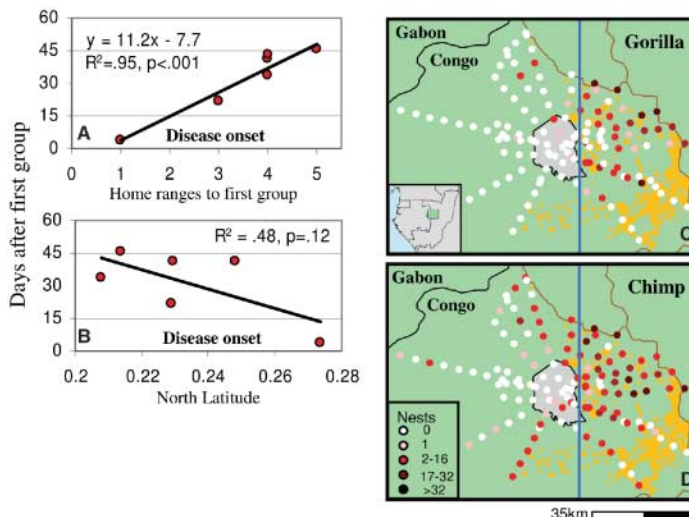 Days after first group
60
45
30
15
0
y = 11.2x - 7.7
R²=.95, p<.001
A
Disease onset
0
1
2
3
4
5
Home ranges to first group
60
45
30
15
0
R² = .48, p=.12
B
Disease onset
0.2
0.22
0.24
0.26
0.28
North Latitude
Gabon
Congo
Gorilla
C
Gabon
Congo
Chimp
Nests
0
1
2-16
17-32
>32
D
35km